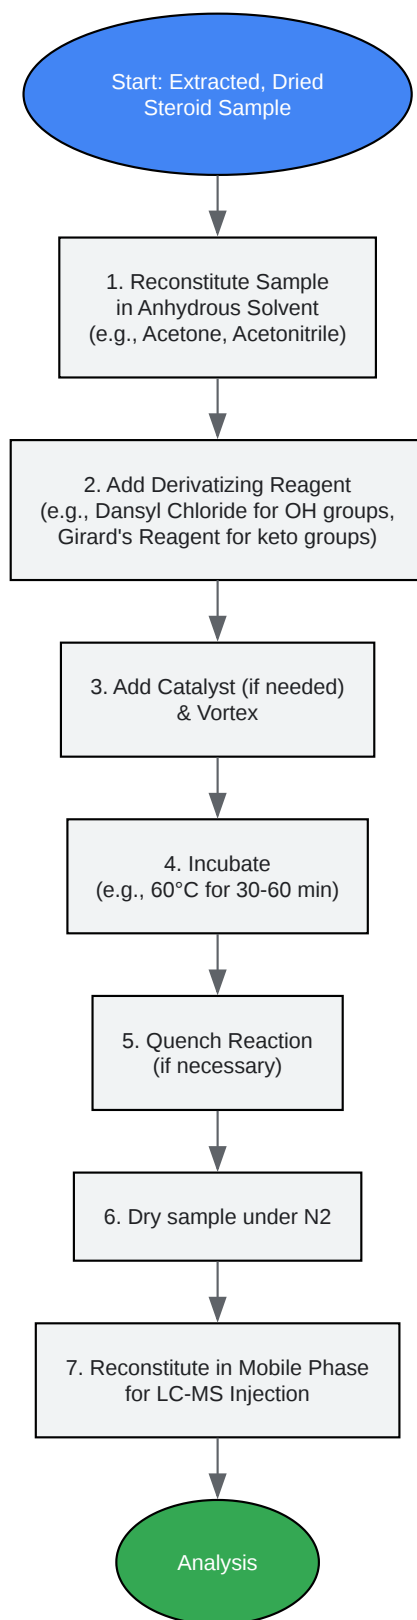 Start: Extracted, Dried
Steroid Sample
1. Reconstitute Sample
in Anhydrous Solvent
(e.g., Acetone, Acetonitrile)
2. Add Derivatizing Reagent
(e.g., Dansyl Chloride for OH groups,
Girard's Reagent for keto groups)
3. Add Catalyst (if needed)
& Vortex
4. Incubate
(e.g., 60°C for 30-60 min)
5. Quench Reaction
(if necessary)
6. Dry sample under N2
7. Reconstitute in Mobile Phase
for LC-MS Injection
Analysis